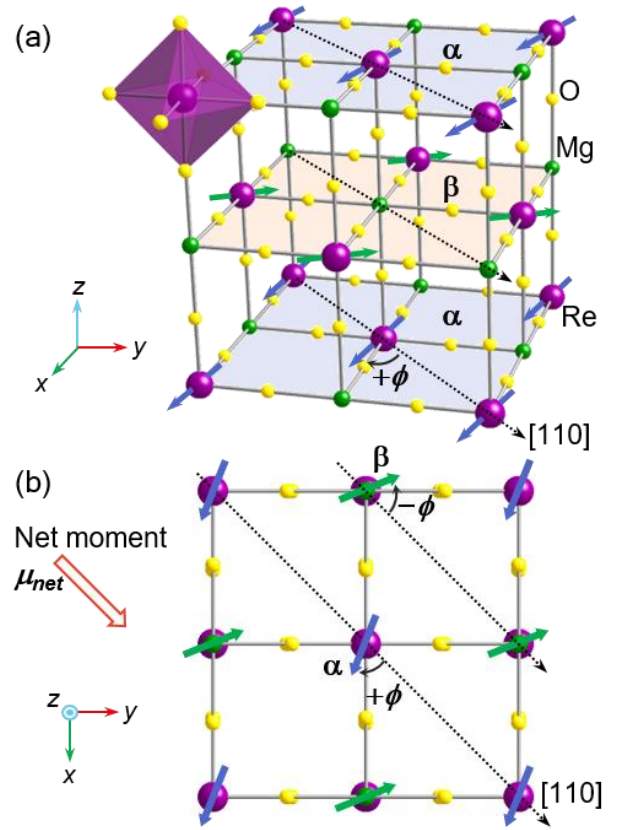 (a)
α
O
Mg
β
α
Re
+ϕ
[110]
z
y
x
(b)
β
−ϕ
Net moment
μnet
α
+ϕ
z
y
x
[110]